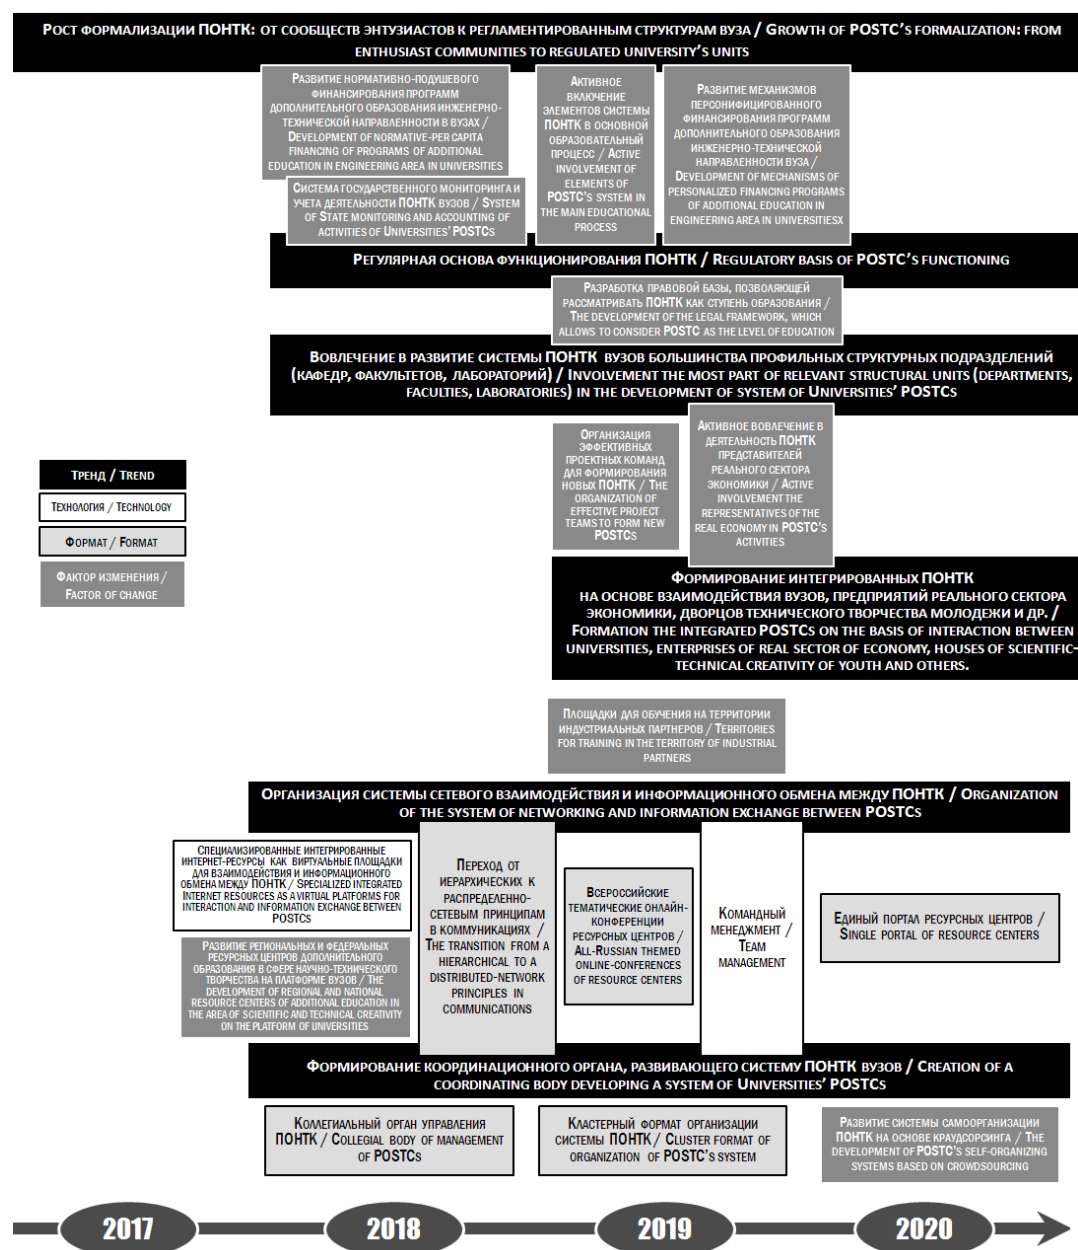 Рост формализации ПОНТК: от сообществ энтузиастов к регламентированным структурам вуза / Growth of POSTC's formalization: from
enthusiast communities to regulated university's units
Развитие нормативно-подушевого
финансирования программ
дополнительного образования инженерно-
технической направленности в вузах /
Development of normative-per capita
financing of programs of additional
education in engineering area in universities
Система государственного мониторинга и
учета деятельности ПОНТК вузов / System
of State monitoring and accounting of
activities of Universities' POSTCs
Активное
включение
элементов системы
ПОНТК в основной
образовательный
процесс / Active
involvement of
elements of
POSTC's system in
the main educational
process
Развитие механизмов
персонифицированного
финансирования программ
дополнительного образования
инженерно-технической
направленности вуза /
Development of mechanisms of
personalized financing programs
of additional education in
engineering area in universitiesx
Регулярная основа функционирования ПОНТК / Regulatory basis of POSTC's functioning
Разработка правовой базы, позволяющей
рассматривать ПОНТК как ступень образования /
The development of the legal framework, which
allows to consider POSTC as the level of education
Вовлечение в развитие системы ПОНТК вузов большинства профильных структурных подразделений
(кафедр, факультетов, лабораторий) / Involvement the most part of relevant structural units (departments,
faculties, laboratories) in the development of system of Universities' POSTCs
Организация
эффективных
проектных команд
для формирования
новых ПОНТК / The
organization of
effective project
teams to form new
POSTCs
Активное вовлечение в
деятельность ПОНТК
представителей
реального сектора
экономики / Active
involvement the
representatives of the
real economy in POSTC's
activities
Тренд / Trend
Технология / Technology
Формат / Format
Фактор изменения /
Factor of change
Формирование интегрированных ПОНТК
на основе взаимодействия вузов, предприятий реального сектора
экономики, дворцов технического творчества молодежи и др. /
Formation the integrated POSTCs on the basis of interaction between
universities, enterprises of real sector of economy, houses of scientific-
technical creativity of youth and others.
Площадки для обучения на территории
индустриальных партнеров / Territories
for training in the territory of industrial
partners
Организация системы сетевого взаимодействия и информационного обмена между ПОНТК / Organization
of the system of networking and information exchange between POSTCs
Специализированные интегрированные
интернет-ресурсы как виртуальные площадки
для взаимодействия и информационного
обмена между ПОНТК / Specialized integrated
Internet resources as a virtual platforms for
interaction and information exchange between
POSTCs
Развитие региональных и федеральных
ресурсных центров дополнительного
образования в сфере научно-технического
творчества на платформе вузов / The
development of regional and national
resource centers of additional education in
the area of scientific and technical creativity
on the platform of universities
Переход от
иерархических к
распределенно-
сетевым принципам
в коммуникациях /
The transition from a
hierarchical to a
distributed-network
principles in
communications
Всероссийские
тематические онлайн-
конференции
ресурсных центров /
All-Russian themed
online-conferences
of resource centers
Командный
менеджмент /
Team
management
Единый портал ресурсных центров /
Single portal of resource centers
Формирование координационного органа, развивающего систему ПОНТК вузов / Creation of a
coordinating body developing a system of Universities' POSTCs
Коллегиальный орган управления
ПОНТК / Collegial body of management
of POSTCs
Кластерный формат организации
системы ПОНТК / Cluster format of
organization of POSTC's system
Развитие системы самоорганизации
ПОНТК на основе краудсорсинга / The
development of POSTC's self-organizing
systems based on crowdsourcing
2017
2018
2019
2020